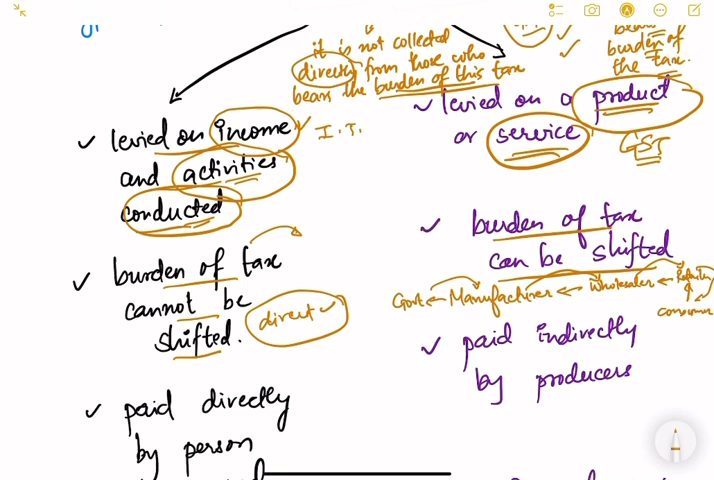 it is not collected
directly from those who
bears the burden of this tax
burden of
the tax.
✓ levied on income ✓ I.T.
and activities
conducted
✓ burden of tax
cannot be
shifted.
direct ✓
✓ paid directly
by person
✓ levied on a product
or service
GST
✓ burden of tax
can be shifted
Govt ← Manufacturer ← Wholesaler ← Retailer
consumer
✓ paid indirectly
by producers